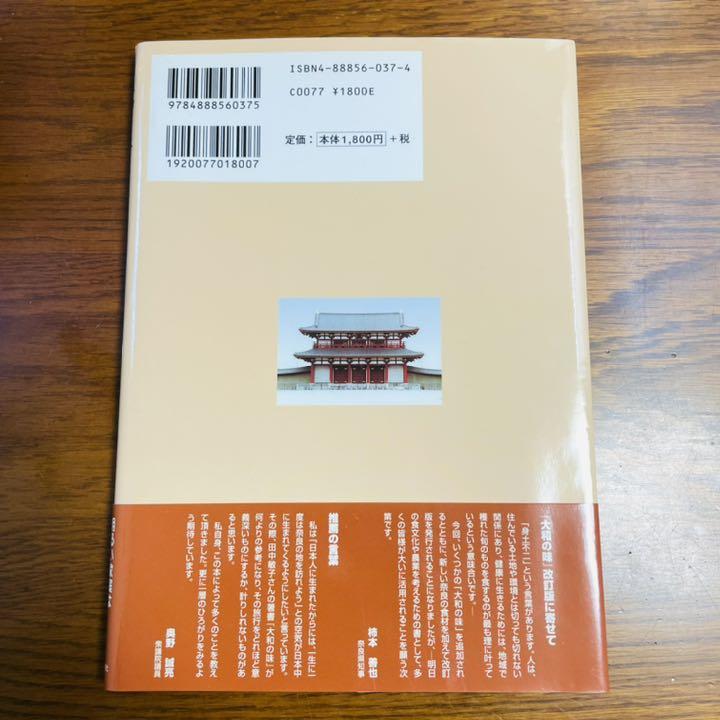 9784888560375
ISBN4-88856-037-4
C0077 ¥1800E
1920077018007
定価：本体1,800円＋税
「大和の味」改訂版に寄せて
「身土不二」という言葉があります。人は、
住んでいる土地や環境とは切っても切れない
関係にあり、健康に生きるためには、地域で
穫れた旬のものを食するのが最も理に叶って
いるという意味合いです―
今回、いくつかの「大和の味」を追加され
るとともに、新しい奈良の食材を加えて改訂
版を発行されることになりましたが、―明日
の食文化や農業を考えるための書として、多
くの皆様が大いに活用されることを願う次
第です。
柿本 善也
奈良県知事
推薦の言葉
私は「日本人に生まれたからには、一生に一
度は奈良の地を訪れよう」との空気が日本中
に生まれてくるようにしたいと言っています。
その際、田中敏子さんの著書「大和の味」が
何よりの参考になり、その旅行をどれほど意
義深いものにするか、計りしれないものがあ
ると思います。
私自身、この本によって多くのことを教え
て頂きました。更に一層のひろがりをみるよ
う期待しています。
奥野 誠亮
衆議院議員